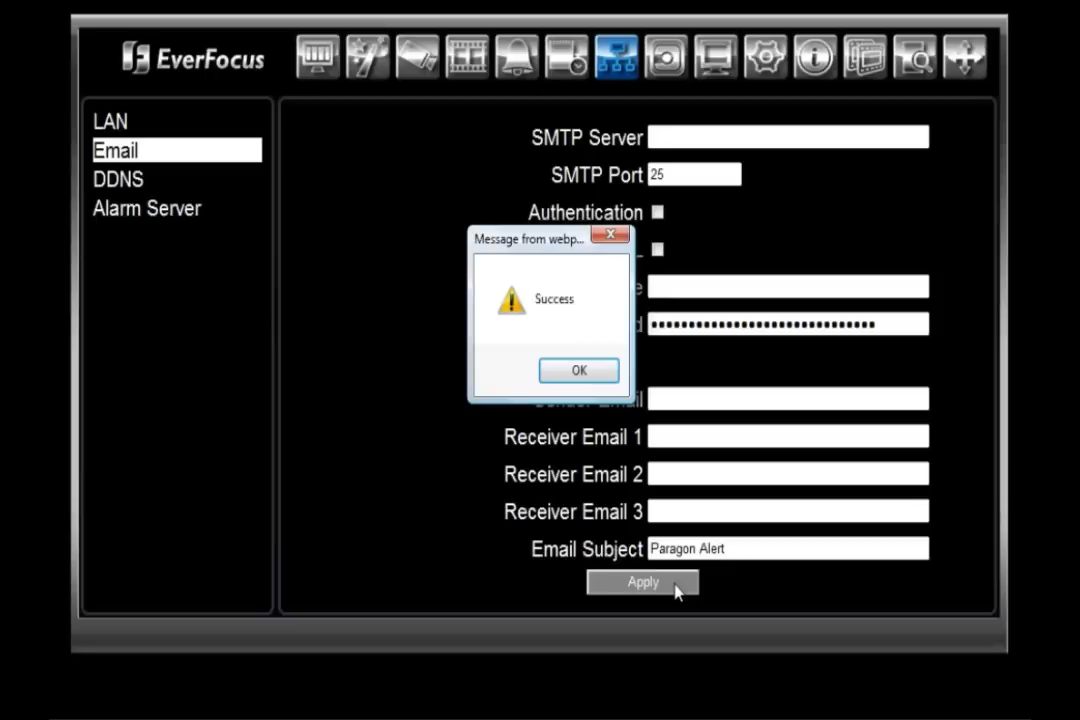 EverFocus
LAN
Email
DDNS
Alarm Server
SMTP Server
SMTP Port 25
Authentication
Message from webp...
Success
OK
Receiver Email 1
Receiver Email 2
Receiver Email 3
Email Subject Paragon Alert
Apply